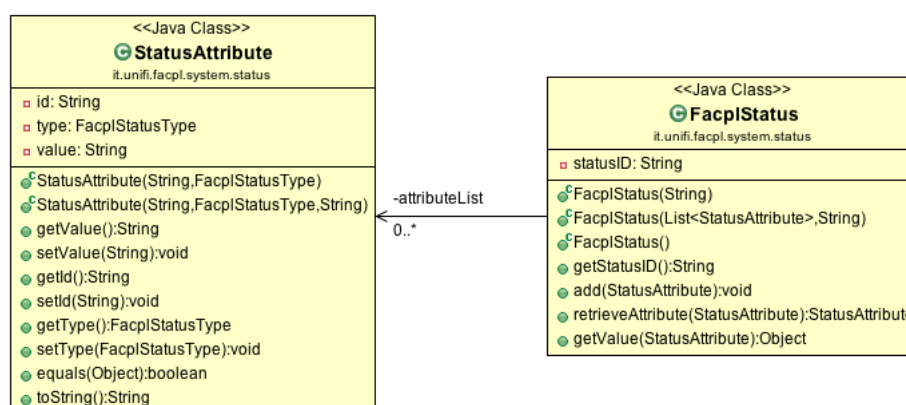 <<Java Class>>
StatusAttribute
it.unifi.facpl.system.status
id: String
type: FacplStatusType
value: String
StatusAttribute(String,FacplStatusType)
StatusAttribute(String,FacplStatusType,String)
getValue():String
setValue(String):void
getId():String
setId(String):void
getType():FacplStatusType
setType(FacplStatusType):void
equals(Object):boolean
toString():String
-attributeList
0..*
<<Java Class>>
FacplStatus
it.unifi.facpl.system.status
statusID: String
FacplStatus(String)
FacplStatus(List<StatusAttribute>,String)
FacplStatus()
getStatusID():String
add(StatusAttribute):void
retrieveAttribute(StatusAttribute):StatusAttribute
getValue(StatusAttribute):Object